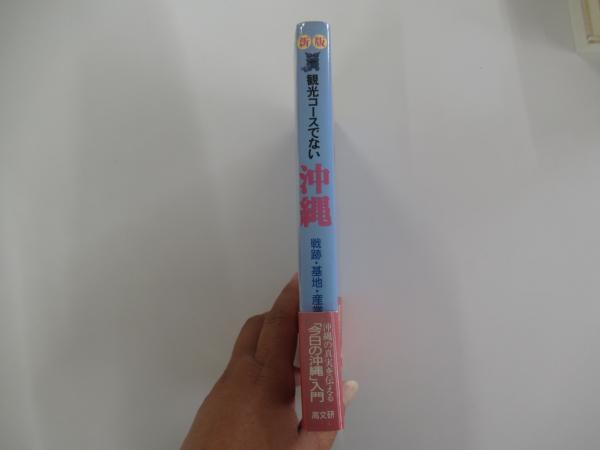 新版
観光コースでない
沖縄
戦跡・基地・産業
沖縄の真実を伝える
「今日の沖縄」入門
高文研